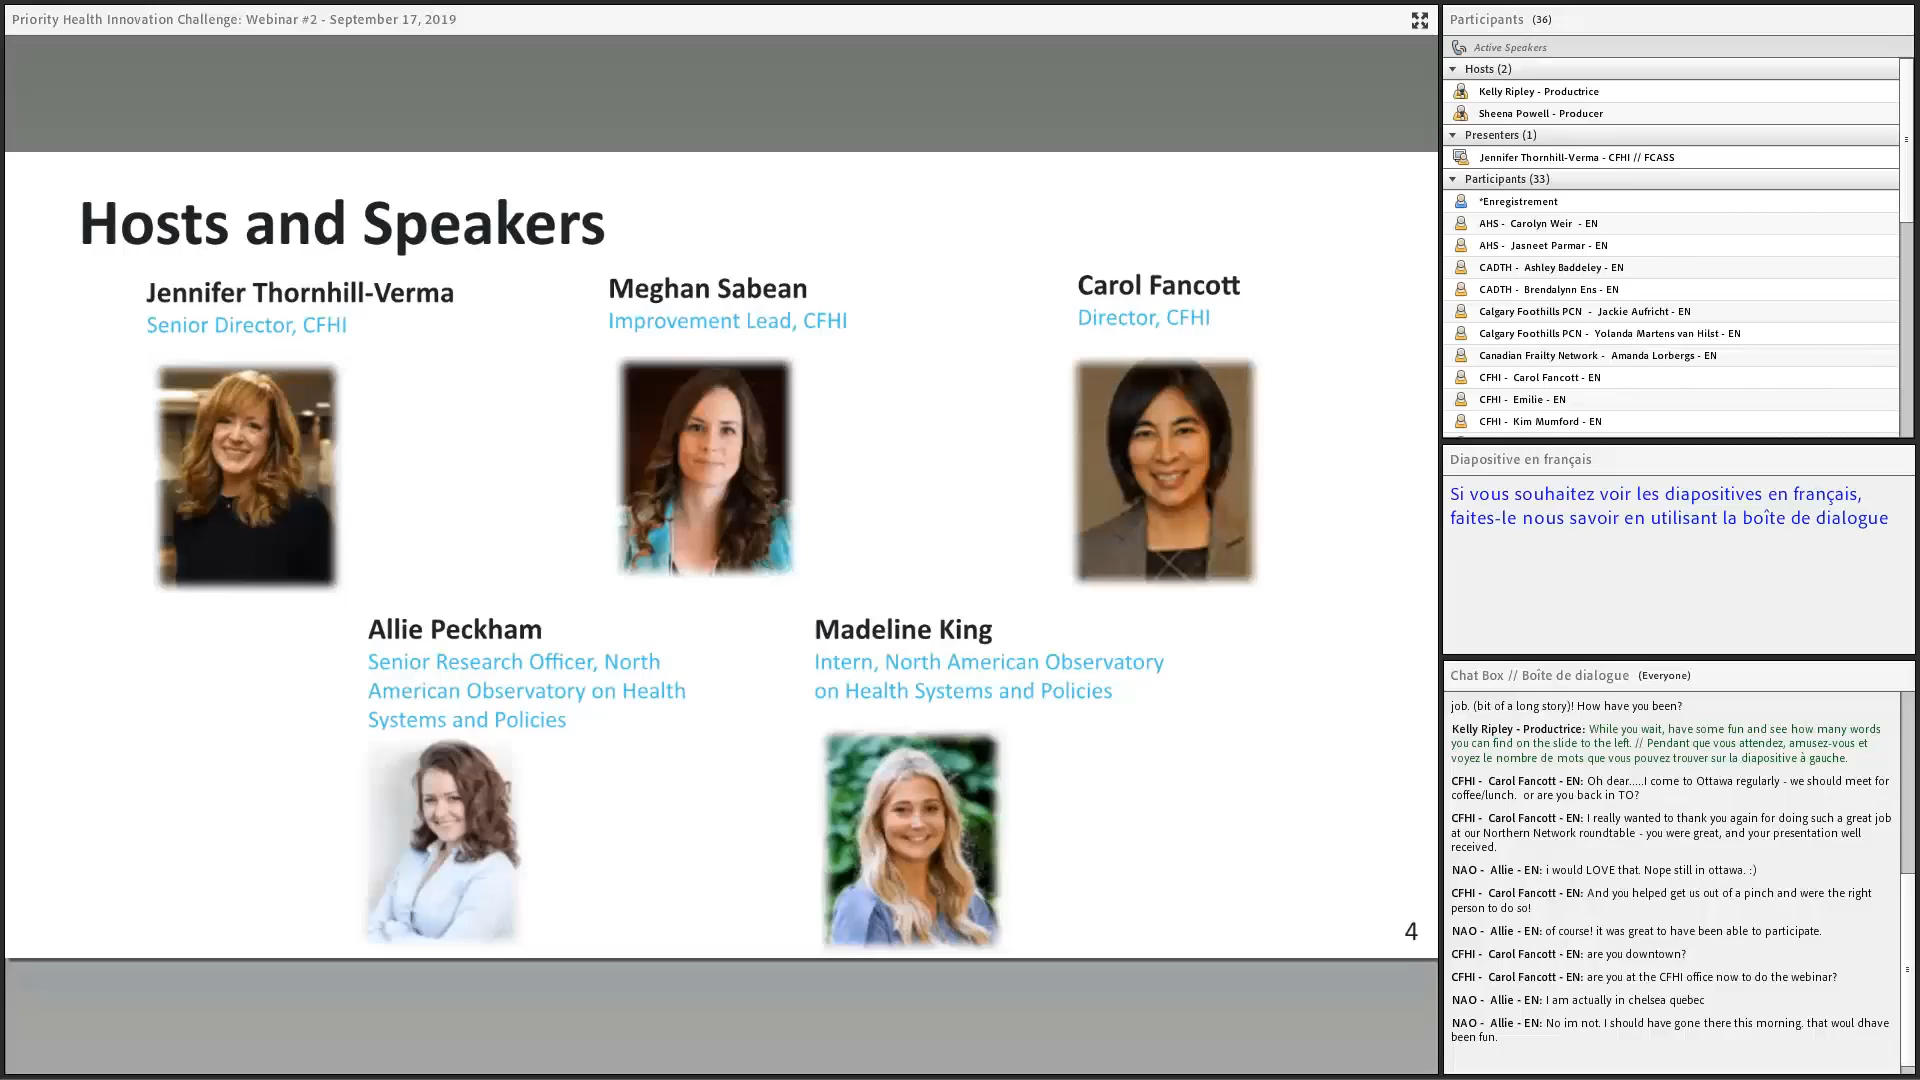 Priority Health Innovation Challenge: Webinar #2 - September 17, 2019
Hosts and Speakers
Jennifer Thornhill-Verma
Senior Director, CFHI
Meghan Sabean
Improvement Lead, CFHI
Carol Fancott
Director, CFHI
Allie Peckham
Senior Research Officer, North
American Observatory on Health
Systems and Policies
Madeline King
Intern, North American Observatory
on Health Systems and Policies
4
Participants (36)
Active Speakers
Hosts (2)
Kelly Ripley - Productrice
Sheena Powell - Producer
Presenters (1)
Jennifer Thornhill-Verma - CFHI // FCASS
Participants (33)
*Enregistrement
AHS - Carolyn Weir - EN
AHS - Jasneet Parmar - EN
CADTH - Ashley Baddeley - EN
CADTH - Brendalynn Ens - EN
Calgary Foothills PCN - Jackie Aufricht - EN
Calgary Foothills PCN - Yolanda Martens van Hilst - EN
Canadian Frailty Network - Amanda Lorbergs - EN
CFHI - Carol Fancott - EN
CFHI - Emilie - EN
CFHI - Kim Mumford - EN
Diapositive en français
Si vous souhaitez voir les diapositives en français,
faites-le nous savoir en utilisant la boîte de dialogue
Chat Box // Boîte de dialogue (Everyone)
job. (bit of a long story)! How have you been?
Kelly Ripley - Productrice: While you wait, have some fun and see how many words
you can find on the slide to the left. // Pendant que vous attendez, amusez-vous et
voyez le nombre de mots que vous pouvez trouver sur la diapositive à gauche.
CFHI - Carol Fancott - EN: Oh dear.....I come to Ottawa regularly - we should meet for
coffee/lunch. or are you back in TO?
CFHI - Carol Fancott - EN: I really wanted to thank you again for doing such a great job
at our Northern Network roundtable - you were great, and your presentation well
received.
NAO - Allie - EN: i would LOVE that. Nope still in ottawa. :)
CFHI - Carol Fancott - EN: And you helped get us out of a pinch and were the right
person to do so!
NAO - Allie - EN: of course! it was great to have been able to participate.
CFHI - Carol Fancott - EN: are you downtown?
CFHI - Carol Fancott - EN: are you at the CFHI office now to do the webinar?
NAO - Allie - EN: I am actually in chelsea quebec
NAO - Allie - EN: No im not. I should have gone there this morning. that woul dhave
been fun.